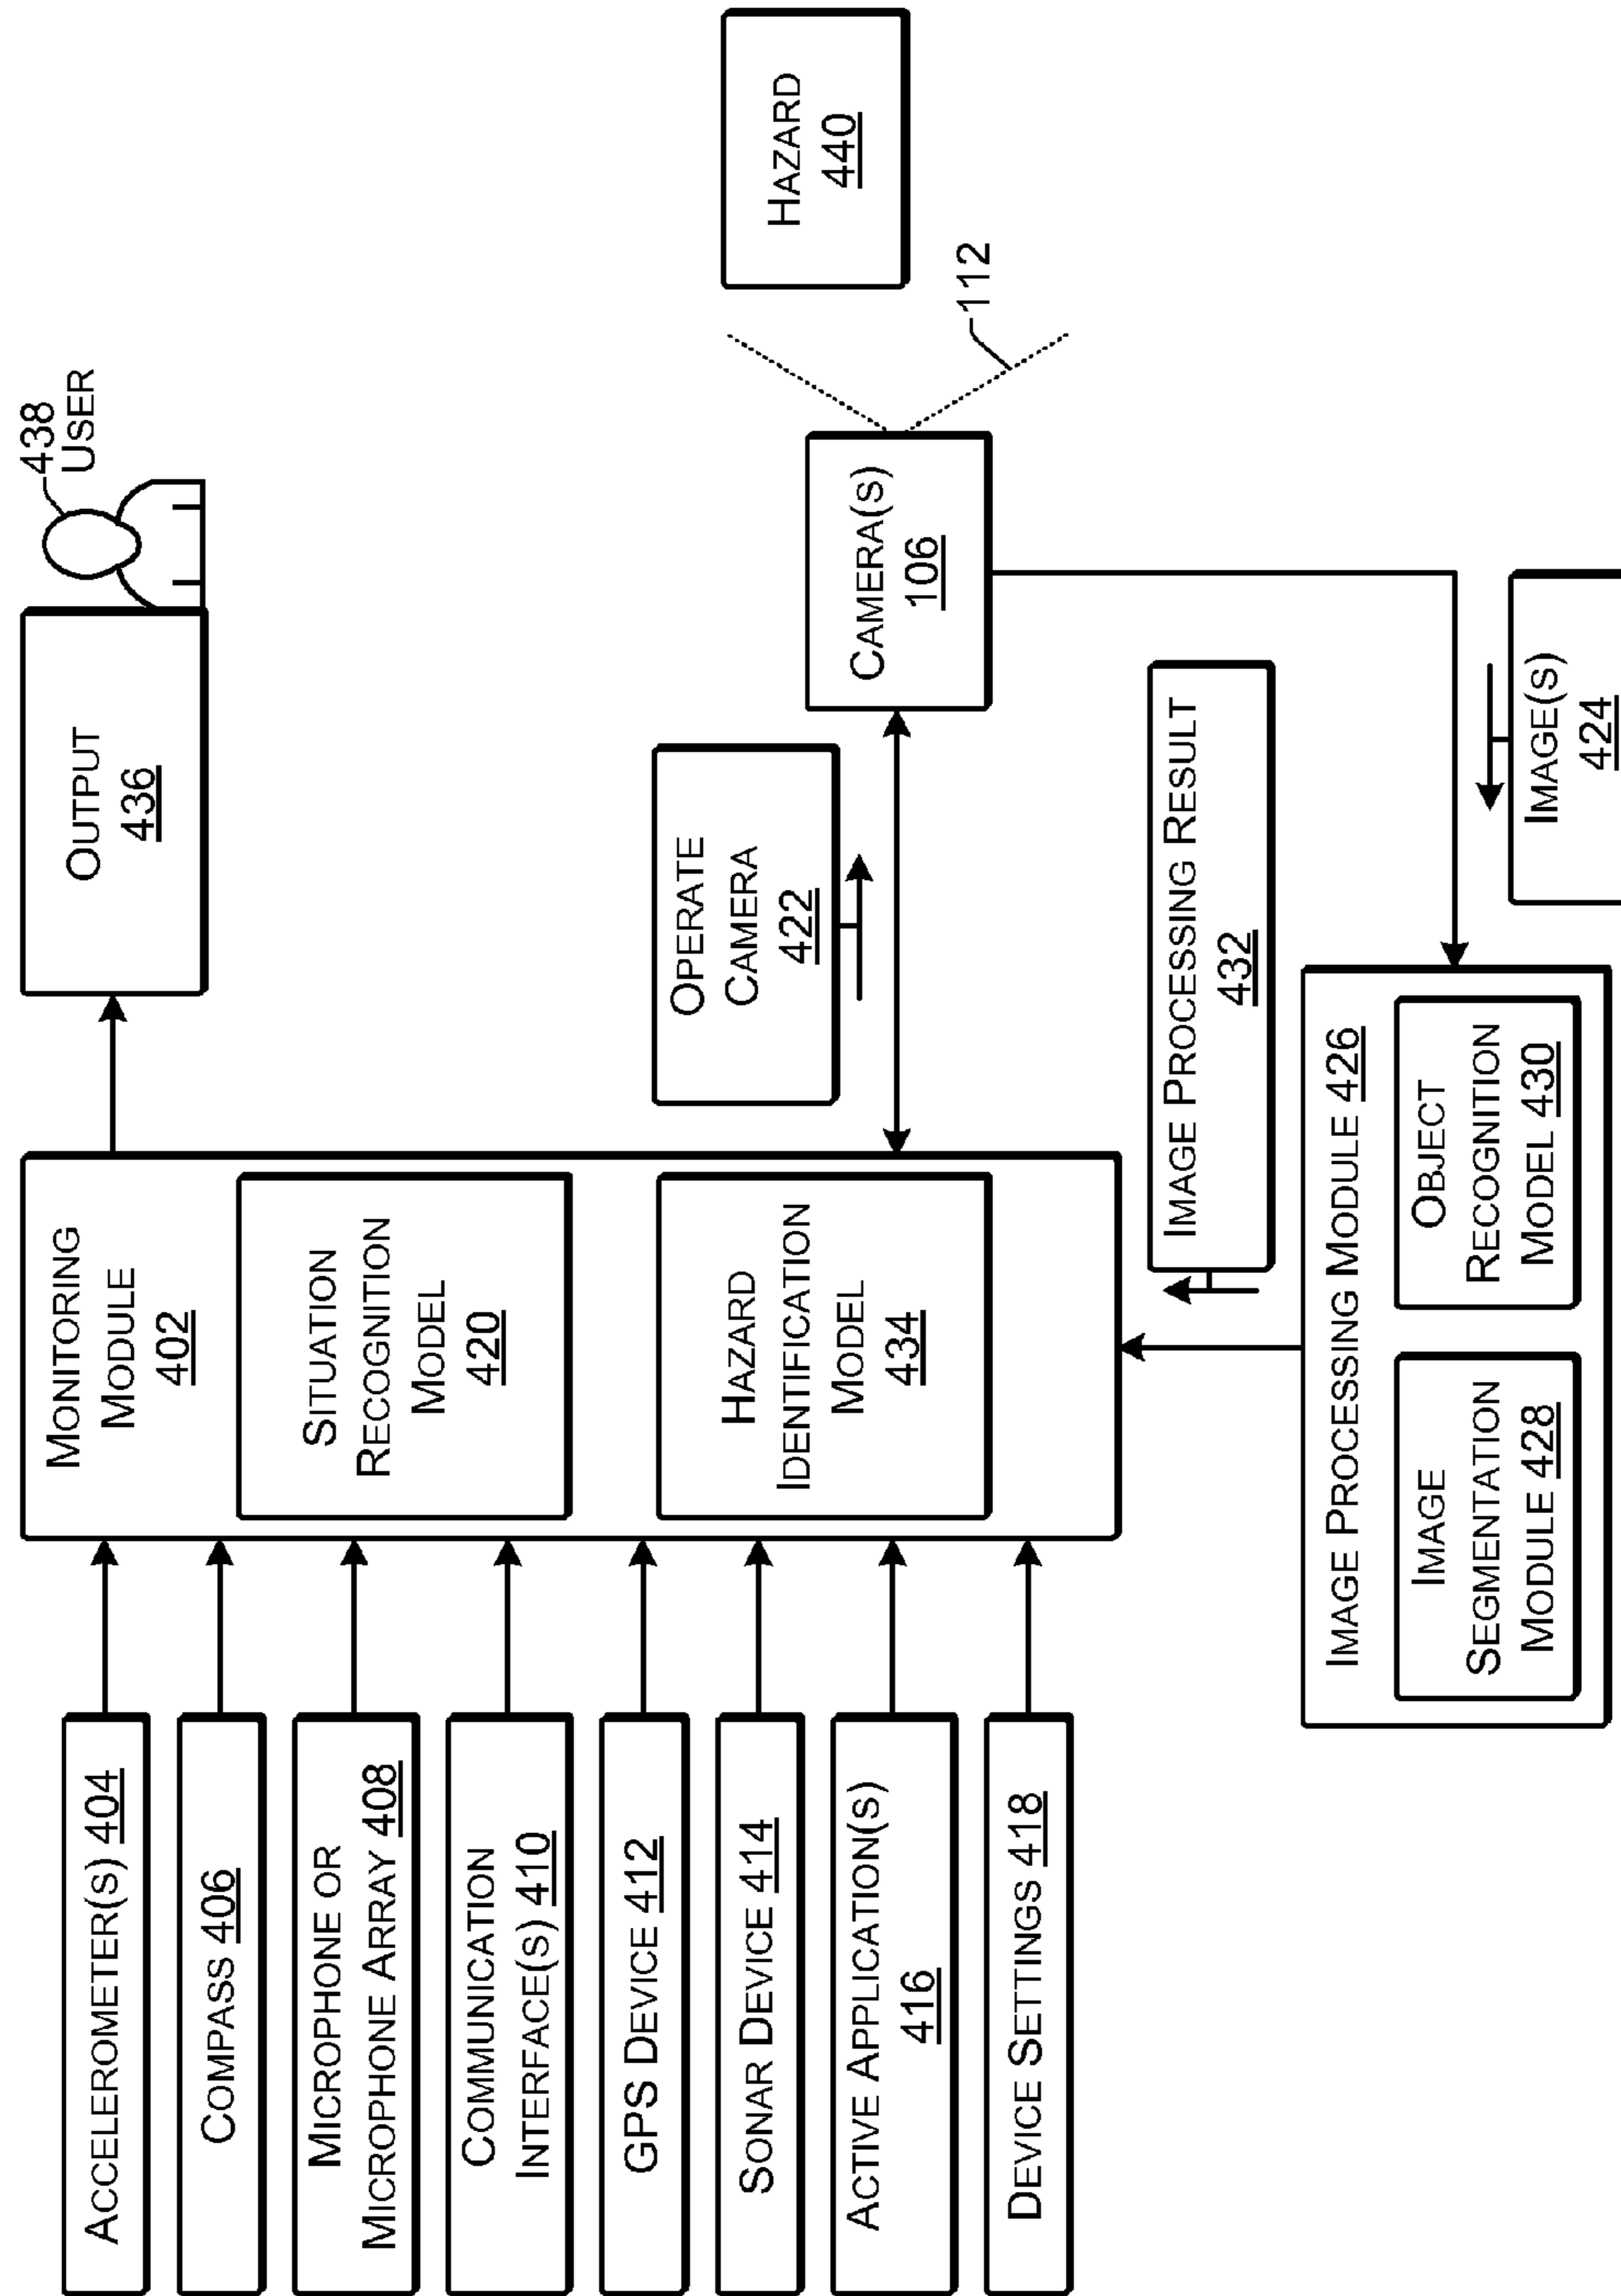 ACCELEROMETER(S) 404
COMPASS 406
MICROPHONE OR
MICROPHONE ARRAY 408
COMMUNICATION
INTERFACE(S) 410
GPS DEVICE 412
SONAR DEVICE 414
ACTIVE APPLICATION(S)
416
DEVICE SETTINGS 418
MONITORING
MODULE
402
SITUATION
RECOGNITION
MODEL
420
HAZARD
IDENTIFICATION
MODEL
434
OUTPUT
436
438
USER
OPERATE
CAMERA
422
CAMERA(S)
106
HAZARD
440
112
IMAGE PROCESSING RESULT
432
IMAGE PROCESSING MODULE 426
IMAGE
SEGMENTATION
MODULE 428
OBJECT
RECOGNITION
MODEL 430
IMAGE(S)
424